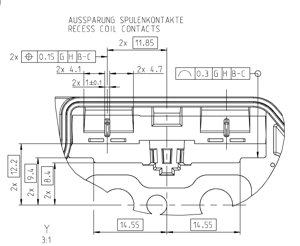 AUSSPARUNG SPULENKONTAKTE
RECESS COIL CONTACTS
2x 11.85
2x ⌖ 0.15 G H B-C
⌒ 0.3 G H B-C
2x 4.1
2x 4.7
2x 1±0.1
2x 12.2
2x 9.4
2x 8.4
14.55
14.55
Y
3:1